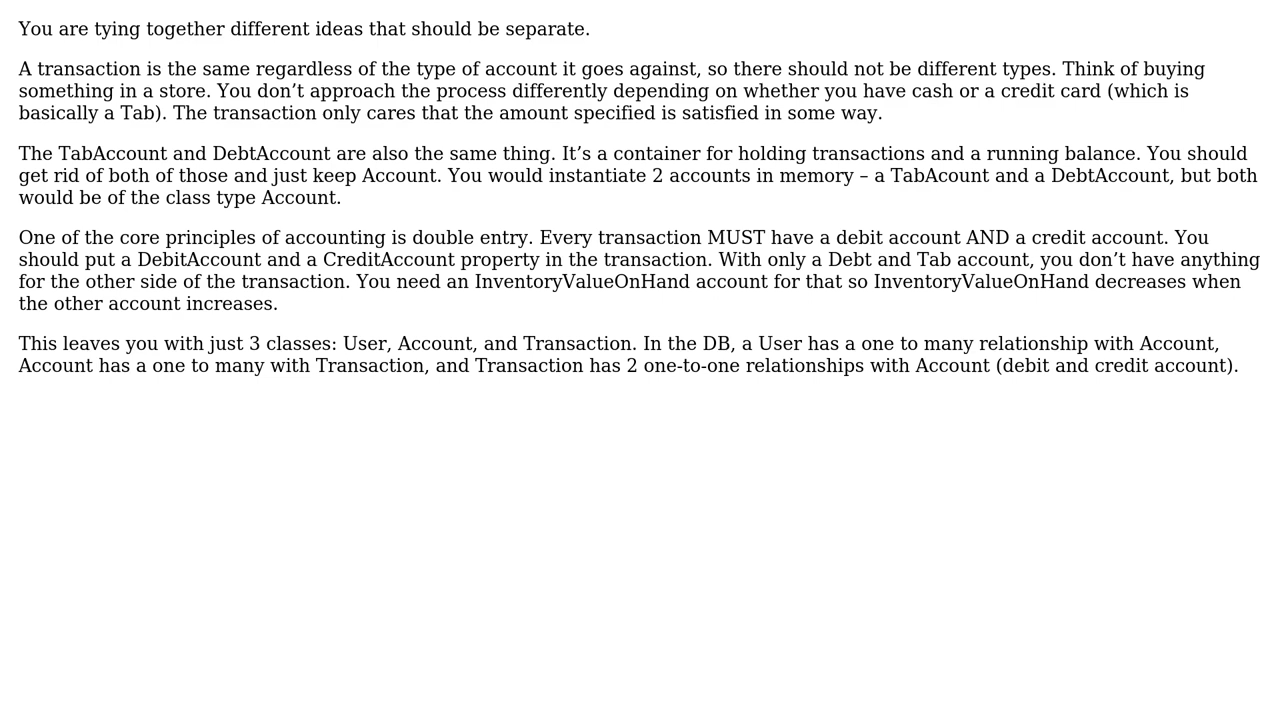 You are tying together different ideas that should be separate.
A transaction is the same regardless of the type of account it goes against, so there should not be different types. Think of buying
something in a store. You don’t approach the process differently depending on whether you have cash or a credit card (which is
basically a Tab). The transaction only cares that the amount specified is satisfied in some way.
The TabAccount and DebtAccount are also the same thing. It’s a container for holding transactions and a running balance. You should
get rid of both of those and just keep Account. You would instantiate 2 accounts in memory – a TabAcount and a DebtAccount, but both
would be of the class type Account.
One of the core principles of accounting is double entry. Every transaction MUST have a debit account AND a credit account. You
should put a DebitAccount and a CreditAccount property in the transaction. With only a Debt and Tab account, you don’t have anything
for the other side of the transaction. You need an InventoryValueOnHand account for that so InventoryValueOnHand decreases when
the other account increases.
This leaves you with just 3 classes: User, Account, and Transaction. In the DB, a User has a one to many relationship with Account,
Account has a one to many with Transaction, and Transaction has 2 one-to-one relationships with Account (debit and credit account).